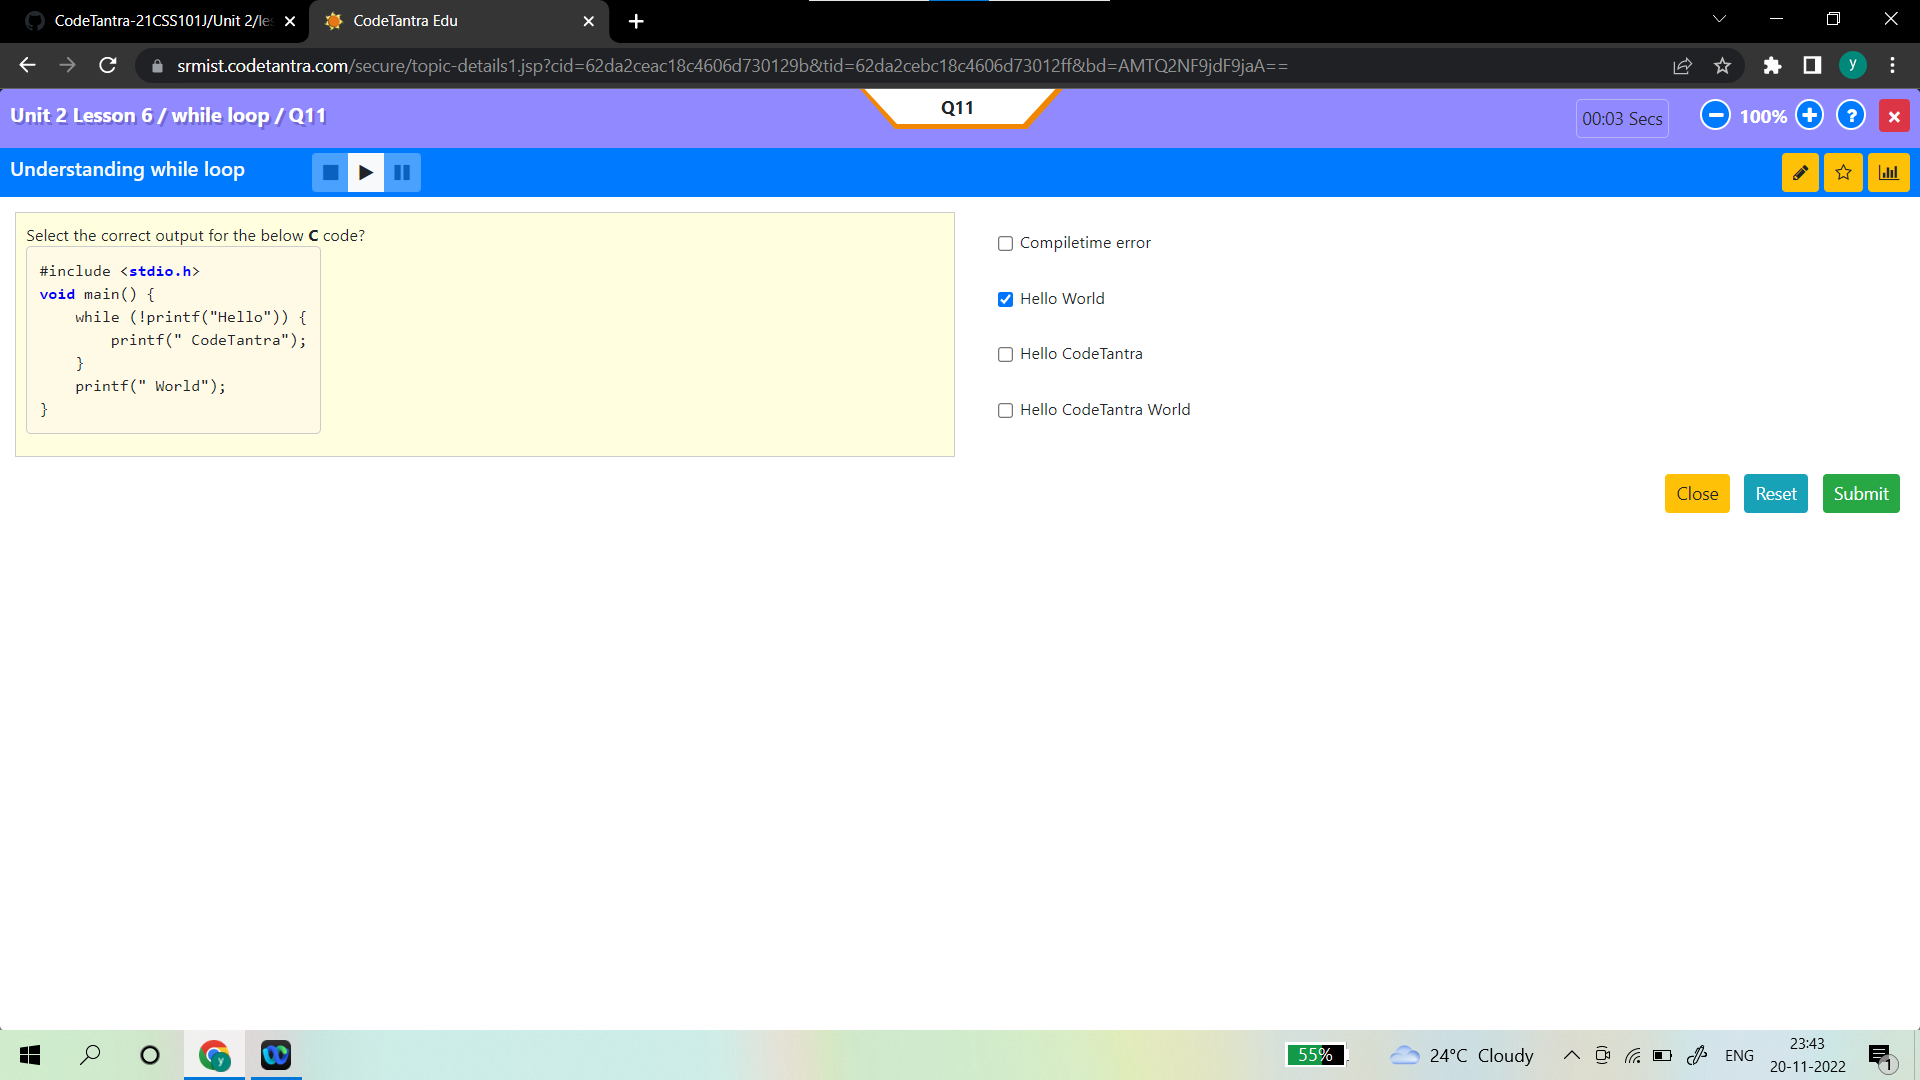 CodeTantra-21CSS101J/Unit 2/les
CodeTantra Edu
srmist.codetantra.com/secure/topic-details1.jsp?cid=62da2ceac18c4606d730129b&tid=62da2cebc18c4606d73012ff&bd=AMTQ2NF9jdF9jaA==
y
Unit 2 Lesson 6 / while loop / Q11
Q11
00:03 Secs
100%
?
Understanding while loop
Select the correct output for the below C code?
#include <stdio.h>
void main() {
while (!printf("Hello")) {
printf(" CodeTantra");
}
printf(" World");
}
Compiletime error
Hello World
Hello CodeTantra
Hello CodeTantra World
Close
Reset
Submit
y
55%
24°C Cloudy
ENG
23:43
20-11-2022
1